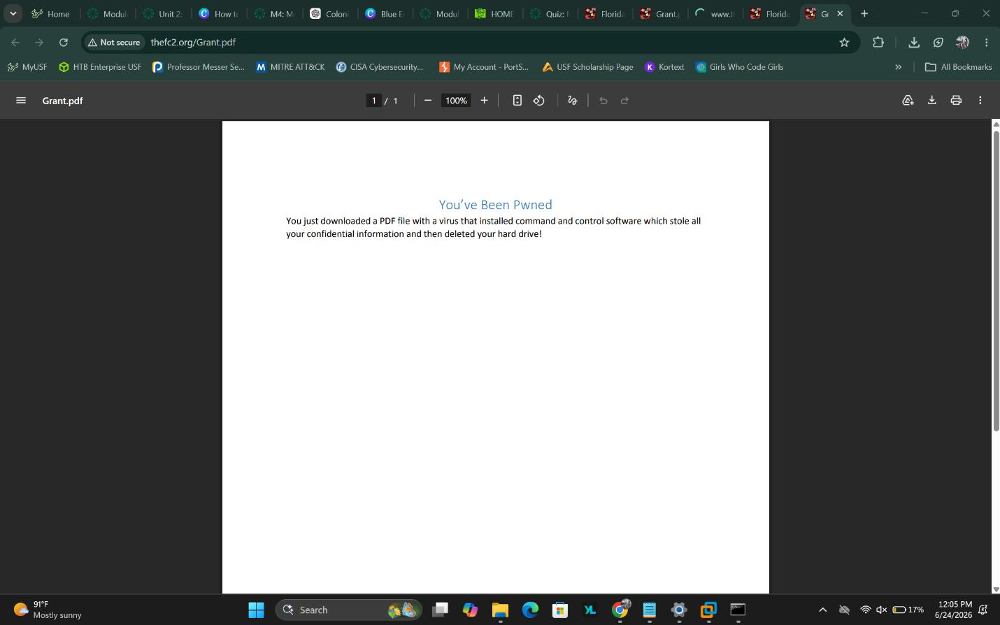 Home
Modul
Unit 2:
How to
M4: M
Coloni
Blue E
Modul
HOME
Quiz:
Florida
Grant.
www.t
Florida
Gr
Not secure
thefc2.org/Grant.pdf
MyUSF
HTB Enterprise USF
Professor Messer Se...
MITRE ATT&CK
CISA Cybersecurity...
My Account - PortS...
USF Scholarship Page
Kortext
Girls Who Code Girls
»
All Bookmarks
Grant.pdf
1 / 1
100%
You've Been Pwned
You just downloaded a PDF file with a virus that installed command and control software which stole all
your confidential information and then deleted your hard drive!
91°F
Mostly sunny
Search
XL
17%
12:05 PM
6/24/2026